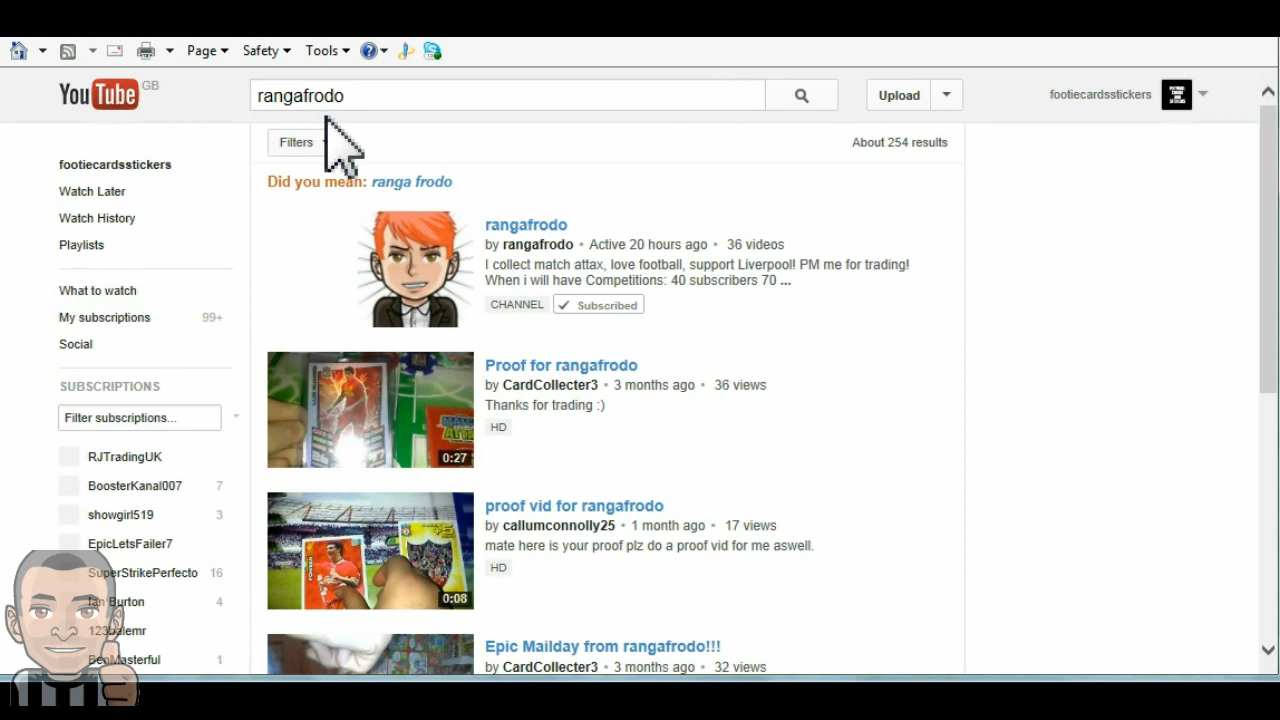 Page
Safety
Tools
YouTube GB
rangafrodo
Upload
footiecardsstickers
Filters
About 254 results
Did you mean: ranga frodo
footiecardsstickers
Watch Later
Watch History
Playlists
What to watch
My subscriptions 99+
Social
SUBSCRIPTIONS
Filter subscriptions...
RJTradingUK
BoosterKanal007 7
showgirl519 3
EpicLetsFailer7
SuperStrikePerfecto 16
Ian Burton 4
123balemr
BenMasterful 1
rangafrodo
by rangafrodo • Active 20 hours ago • 36 videos
I collect match attax, love football, support Liverpool! PM me for trading!
When i will have Competitions: 40 subscribers 70 ...
CHANNEL Subscribed
Proof for rangafrodo
by CardCollecter3 • 3 months ago • 36 views
Thanks for trading :)
HD
0:27
proof vid for rangafrodo
by callumconnolly25 • 1 month ago • 17 views
mate here is your proof plz do a proof vid for me aswell.
HD
0:08
Epic Mailday from rangafrodo!!!
by CardCollecter3 • 3 months ago • 32 views